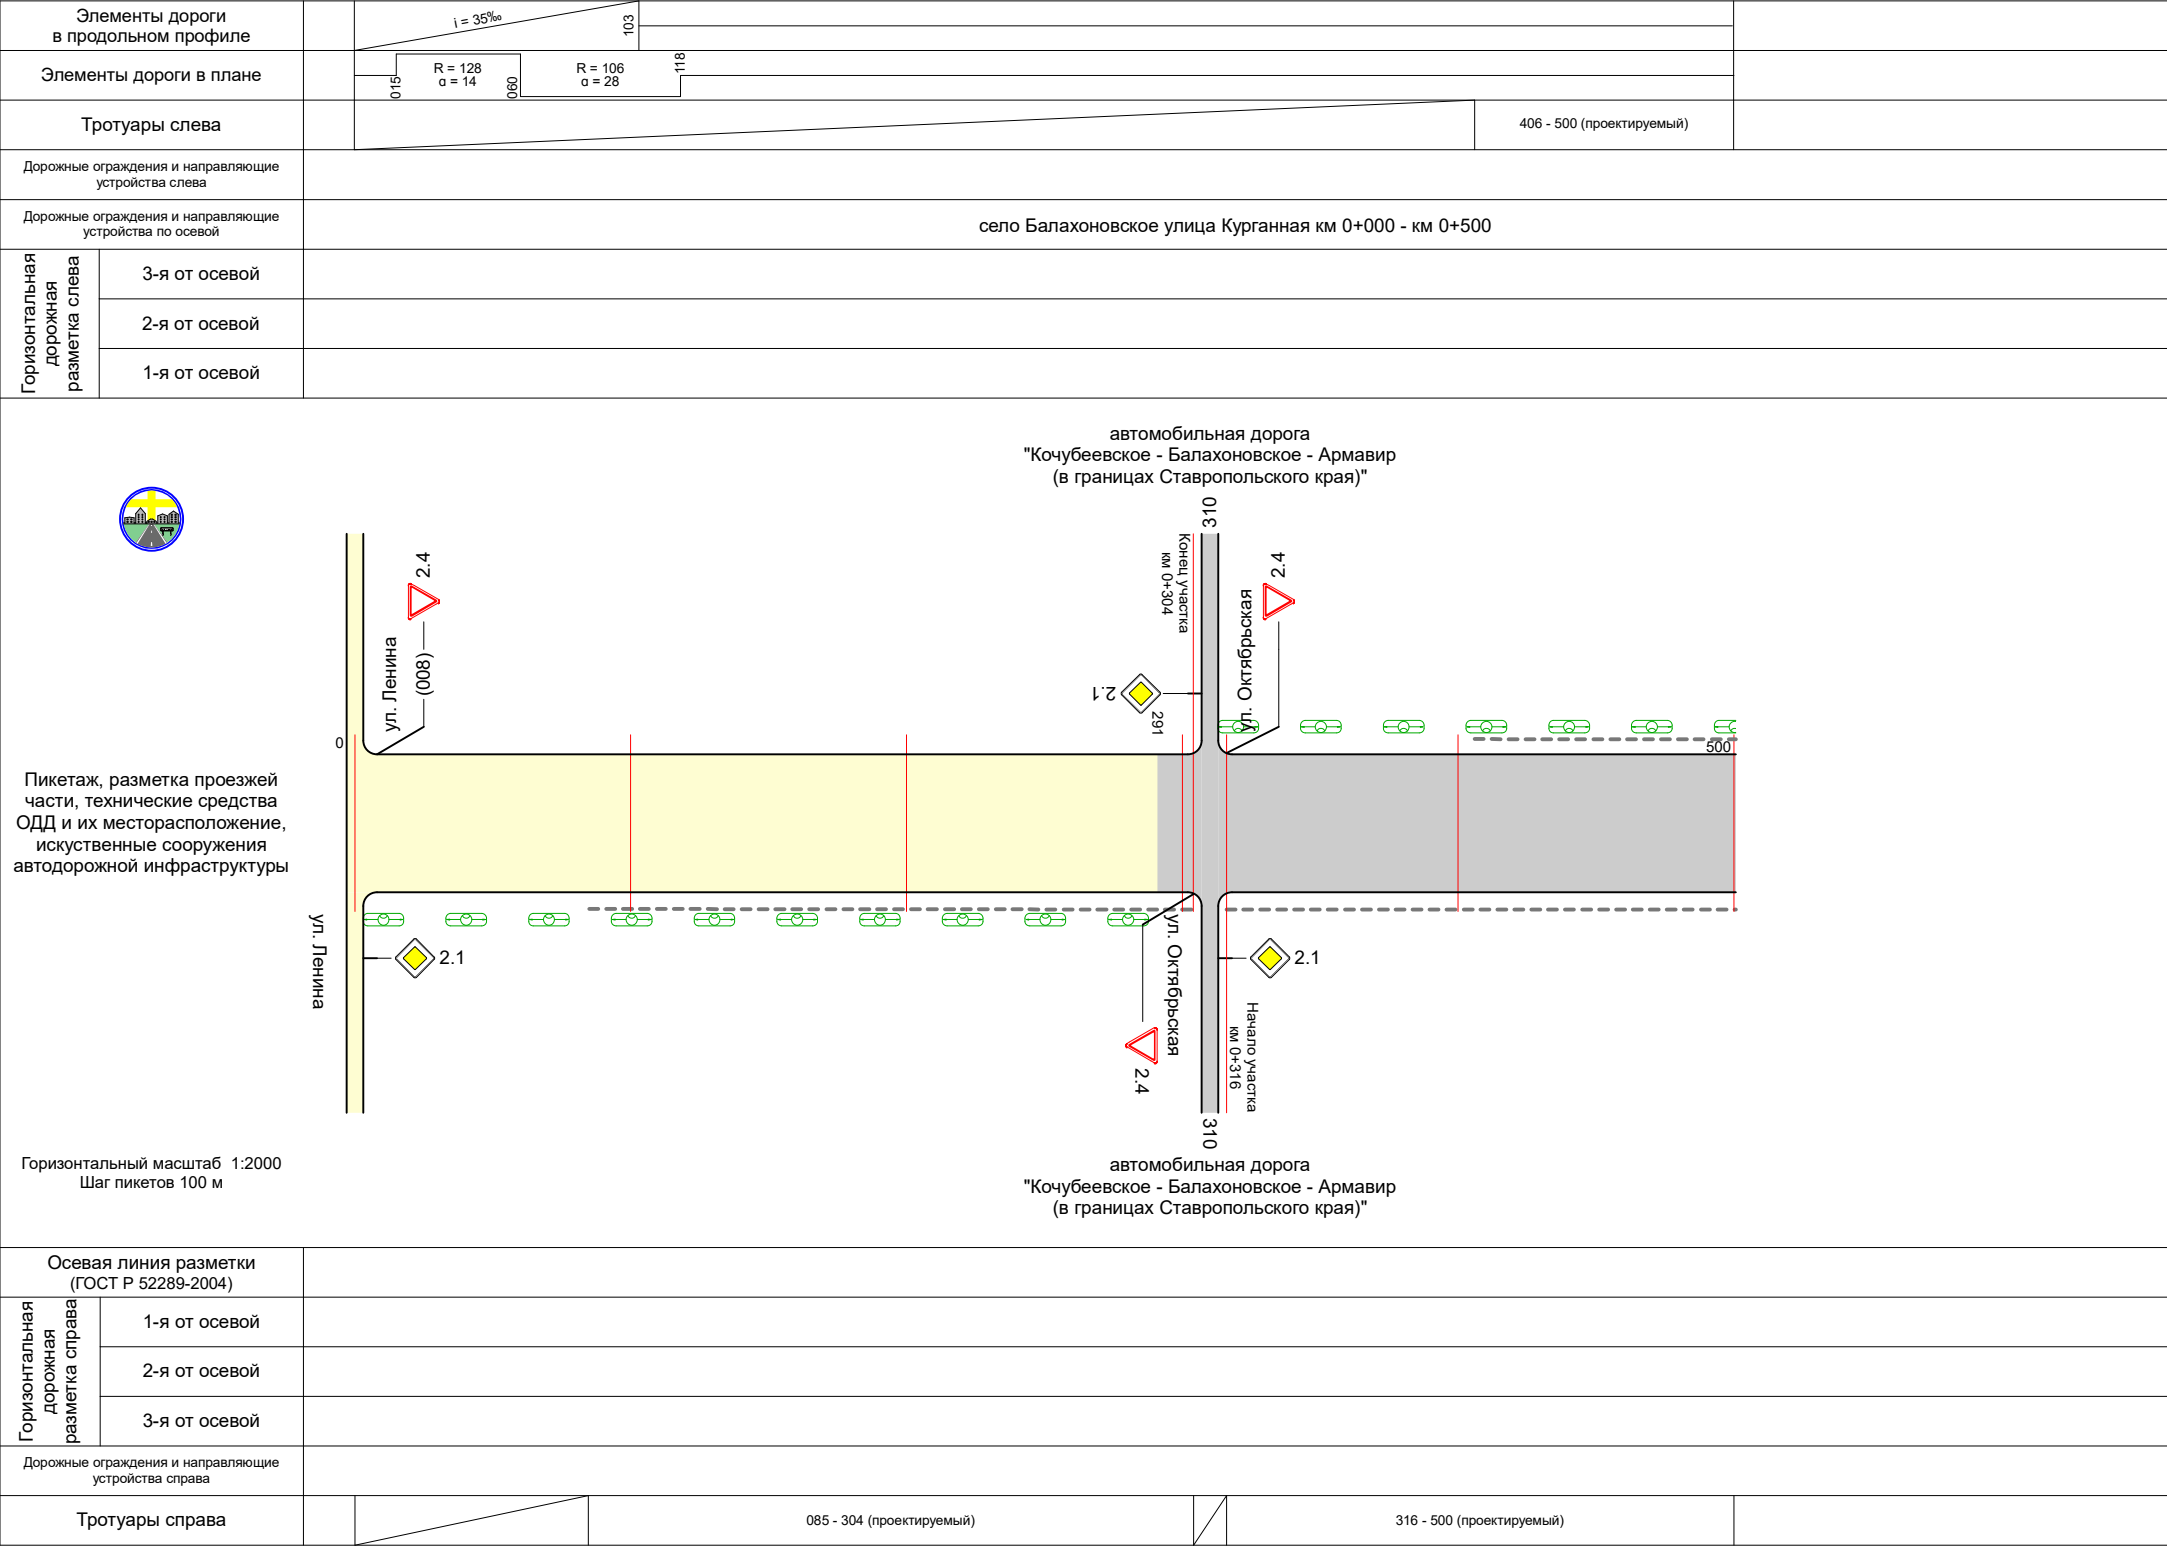 Элементы дороги
в продольном профиле
i = 35‰
103
Элементы дороги в плане
015
R = 128
α = 14
060
R = 106
α = 28
118
Тротуары слева
406 - 500 (проектируемый)
Дорожные ограждения и направляющие
устройства слева
Дорожные ограждения и направляющие
устройства по осевой
село Балахоновское улица Курганная км 0+000 - км 0+500
Горизонтальная
дорожная
разметка слева
3-я от осевой
2-я от осевой
1-я от осевой
автомобильная дорога
"Кочубеевское - Балахоновское - Армавир
(в границах Ставропольского края)"
310
Конец участка
км 0+304
2.4
(008)
ул. Ленина
2.1
291
ул. Октябрьская
2.4
0
500
Пикетаж, разметка проезжей
части, технические средства
ОДД и их месторасположение,
искуственные сооружения
автодорожной инфраструктуры
ул. Ленина
2.1
ул. Октябрьская
2.4
2.1
Начало участка
км 0+316
310
автомобильная дорога
"Кочубеевское - Балахоновское - Армавир
(в границах Ставропольского края)"
Горизонтальный масштаб 1:2000
Шаг пикетов 100 м
Осевая линия разметки
(ГОСТ Р 52289-2004)
Горизонтальная
дорожная
разметка справа
1-я от осевой
2-я от осевой
3-я от осевой
Дорожные ограждения и направляющие
устройства справа
Тротуары справа
085 - 304 (проектируемый)
316 - 500 (проектируемый)